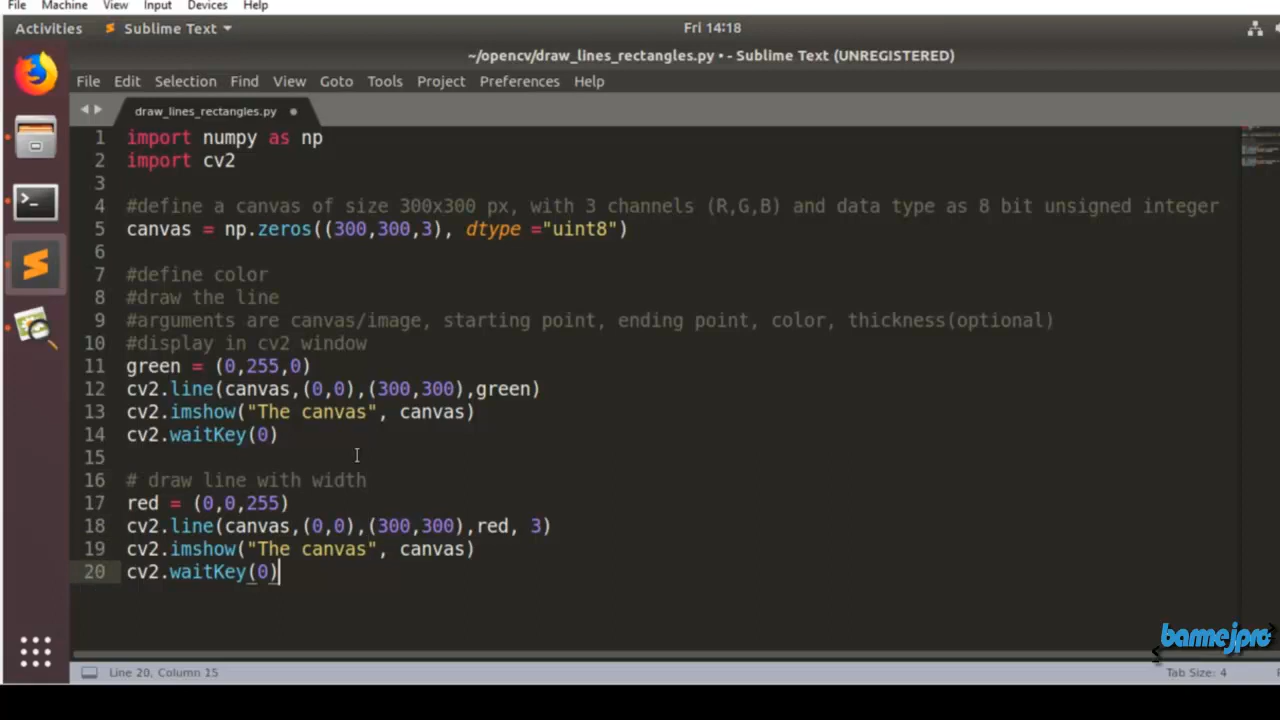 File Machine View Input Devices Help
Activities Sublime Text Fri 14:18
~/opencv/draw_lines_rectangles.py • - Sublime Text (UNREGISTERED)
File Edit Selection Find View Goto Tools Project Preferences Help
draw_lines_rectangles.py
1 import numpy as np
2 import cv2
3
4 #define a canvas of size 300x300 px, with 3 channels (R,G,B) and data type as 8 bit unsigned integer
5 canvas = np.zeros((300,300,3), dtype ="uint8")
6
7 #define color
8 #draw the line
9 #arguments are canvas/image, starting point, ending point, color, thickness(optional)
10 #display in cv2 window
11 green = (0,255,0)
12 cv2.line(canvas,(0,0),(300,300),green)
13 cv2.imshow("The canvas", canvas)
14 cv2.waitKey(0)
15
16 # draw line with width
17 red = (0,0,255)
18 cv2.line(canvas,(0,0),(300,300),red, 3)
19 cv2.imshow("The canvas", canvas)
20 cv2.waitKey(0)
barmejpro
Line 20, Column 15 Tab Size: 4